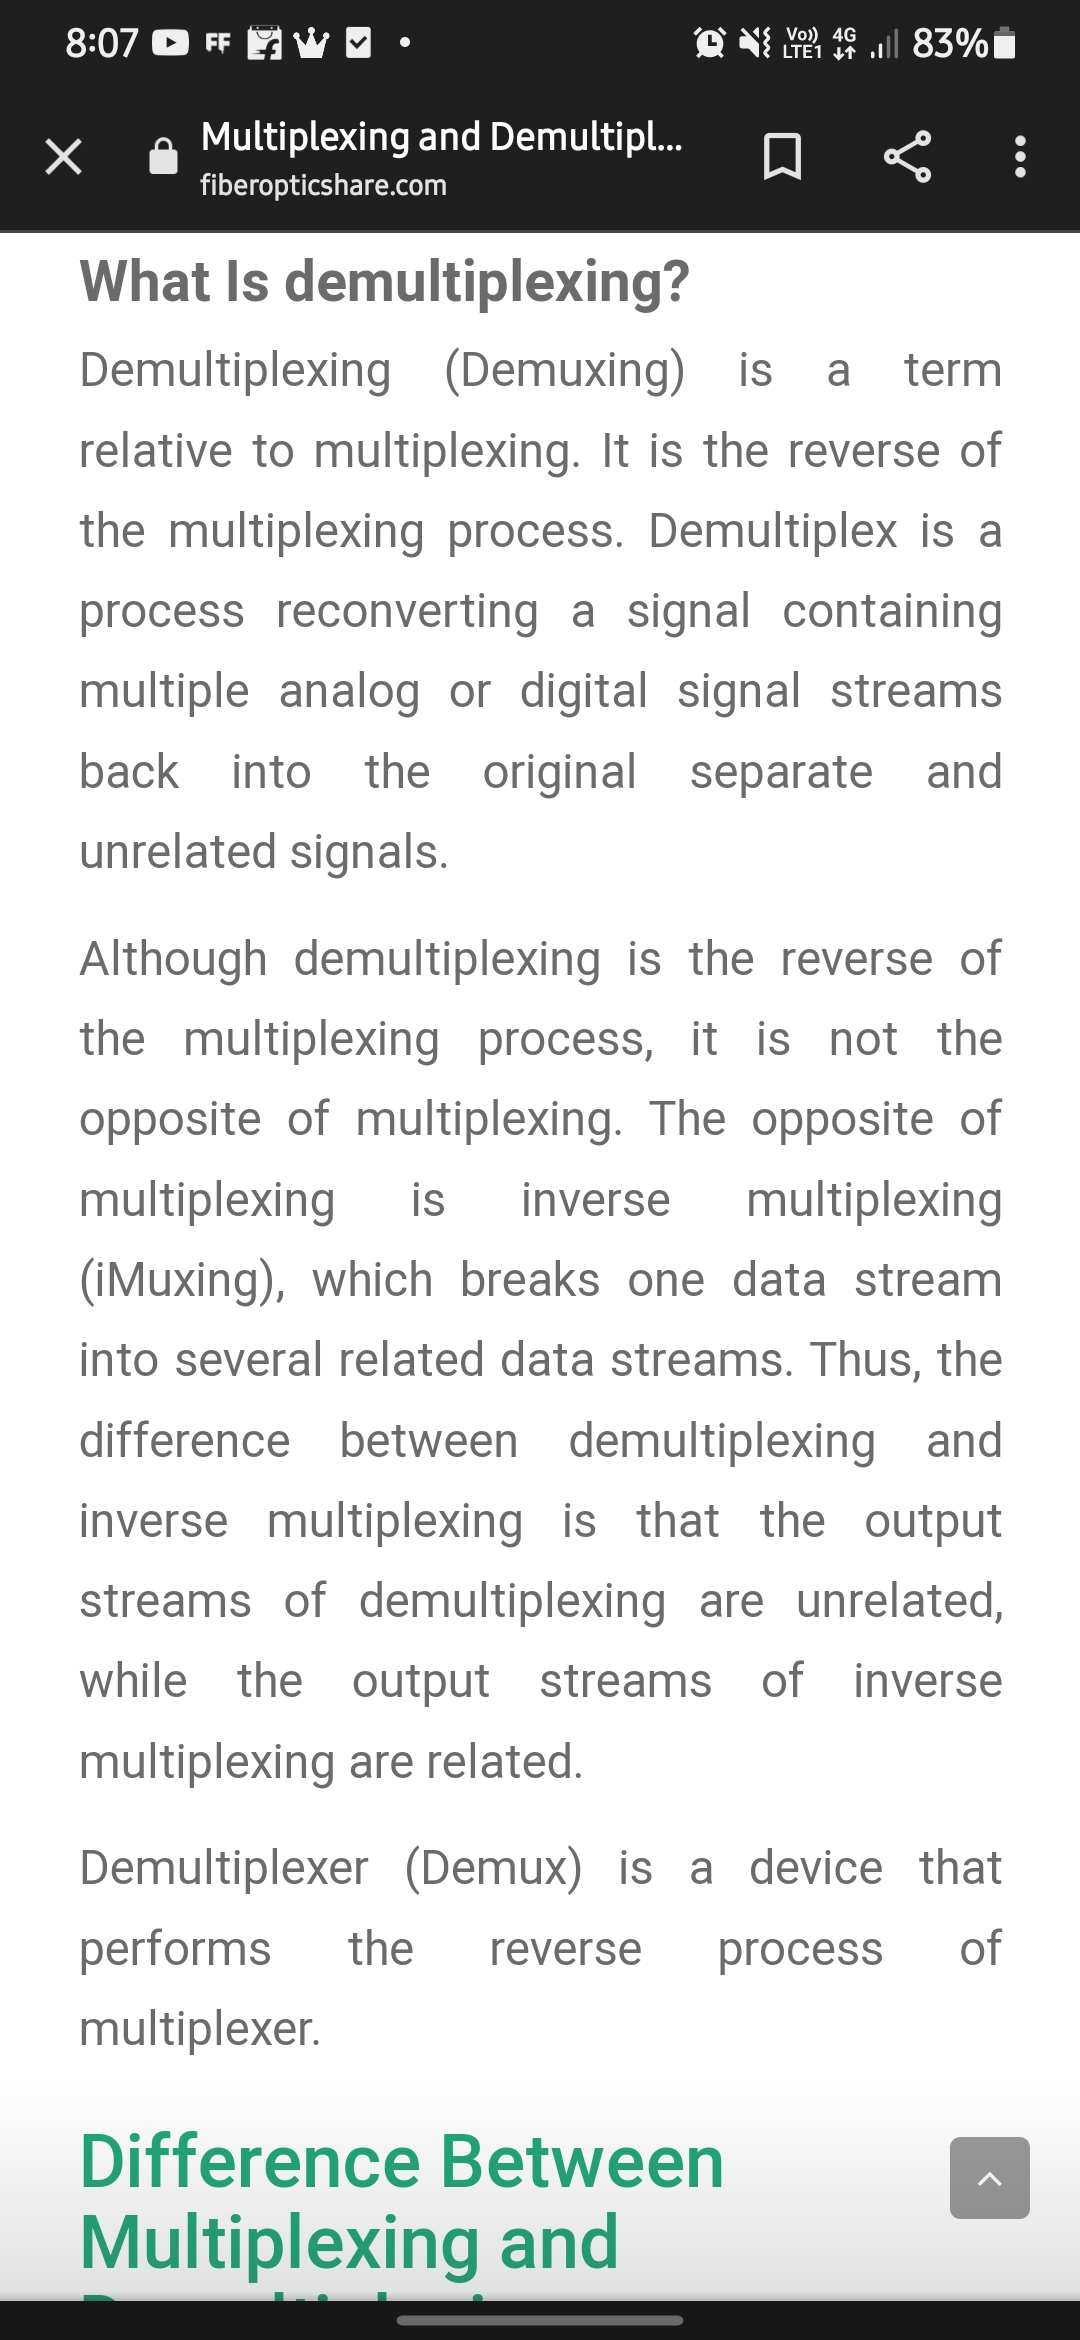 8:07 FF Vo)) LTE1 4G 83%
Multiplexing and Demultipl...
fiberopticshare.com
What Is demultiplexing?
Demultiplexing (Demuxing) is a term
relative to multiplexing. It is the reverse of
the multiplexing process. Demultiplex is a
process reconverting a signal containing
multiple analog or digital signal streams
back into the original separate and
unrelated signals.
Although demultiplexing is the reverse of
the multiplexing process, it is not the
opposite of multiplexing. The opposite of
multiplexing is inverse multiplexing
(iMuxing), which breaks one data stream
into several related data streams. Thus, the
difference between demultiplexing and
inverse multiplexing is that the output
streams of demultiplexing are unrelated,
while the output streams of inverse
multiplexing are related.
Demultiplexer (Demux) is a device that
performs the reverse process of
multiplexer.
Difference Between
Multiplexing and